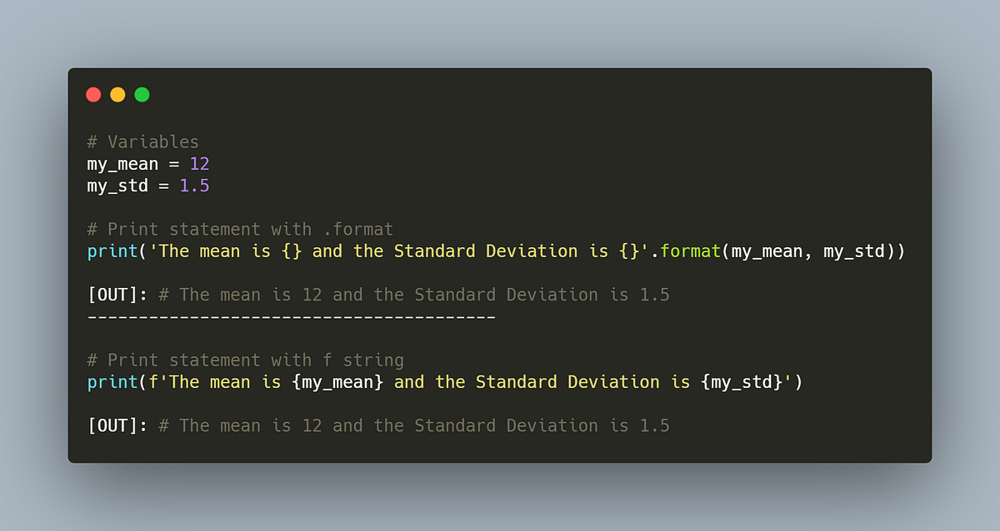 # Variables
my_mean = 12
my_std = 1.5
# Print statement with .format
print('The mean is {} and the Standard Deviation is {}'.format(my_mean, my_std))
[OUT]: # The mean is 12 and the Standard Deviation is 1.5
----------------------------------------
# Print statement with f string
print(f'The mean is {my_mean} and the Standard Deviation is {my_std}')
[OUT]: # The mean is 12 and the Standard Deviation is 1.5